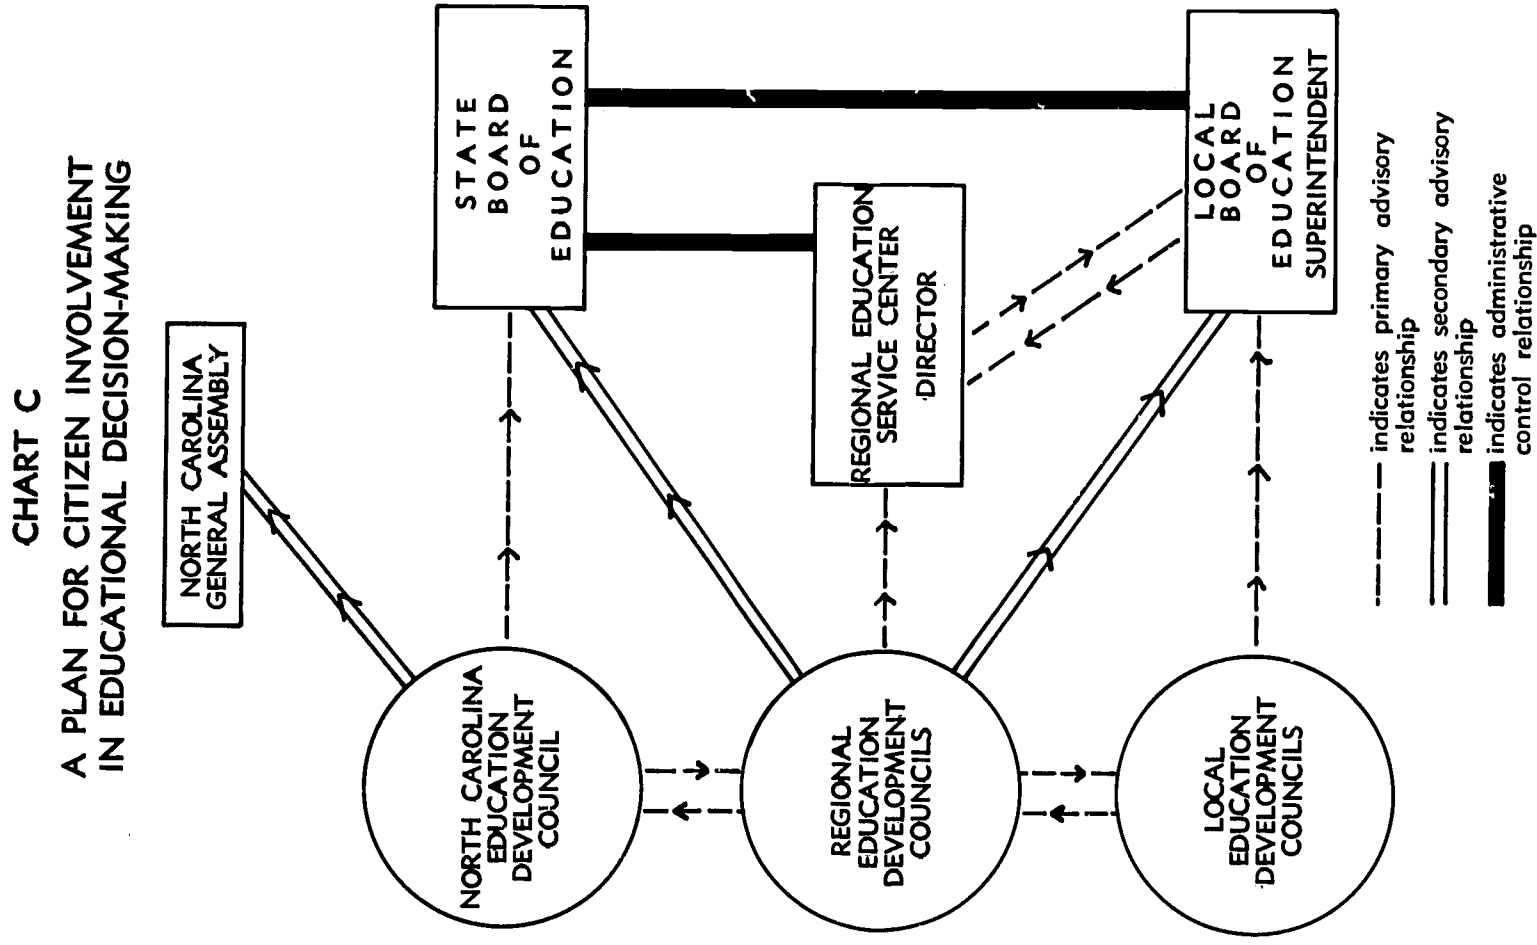 CHART C
A PLAN FOR CITIZEN INVOLVEMENT
IN EDUCATIONAL DECISION-MAKING
NORTH CAROLINA
GENERAL ASSEMBLY
STATE
BOARD
OF
EDUCATION
NORTH CAROLINA
EDUCATION
DEVELOPMENT
COUNCIL
REGIONAL EDUCATION
SERVICE CENTER
DIRECTOR
REGIONAL
EDUCATION
DEVELOPMENT
COUNCILS
LOCAL
BOARD
OF
EDUCATION
SUPERINTENDENT
LOCAL
EDUCATION
DEVELOPMENT
COUNCILS
indicates primary advisory
relationship
indicates secondary advisory
relationship
indicates administrative
control relationship